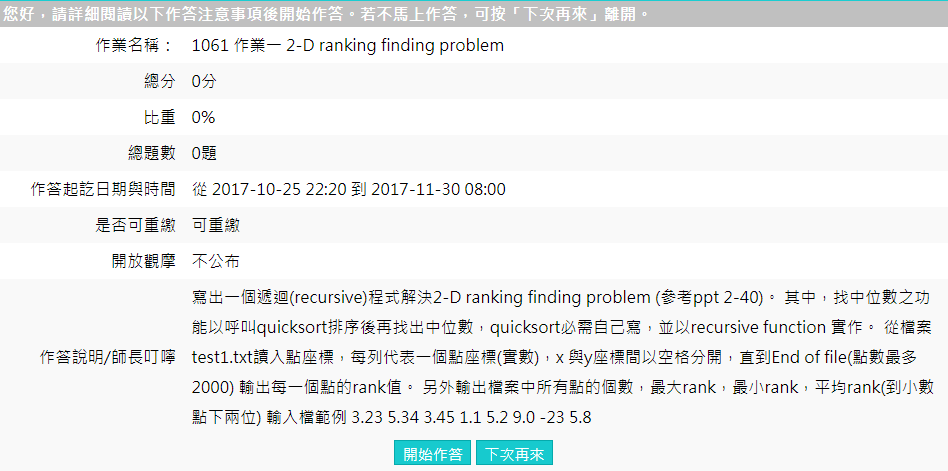 您好，請詳細閱讀以下作答注意事項後開始作答。若不馬上作答，可按「下次再來」離開。
作業名稱： 1061 作業一 2-D ranking finding problem
總分 0分
比重 0%
總題數 0題
作答起訖日期與時間 從 2017-10-25 22:20 到 2017-11-30 08:00
是否可重繳 可重繳
開放觀摩 不公布
作答說明/師長叮嚀
寫出一個遞迴(recursive)程式解決2-D ranking finding problem (參考ppt 2-40)。 其中，找中位數之功
能以呼叫quicksort排序後再找出中位數，quicksort必需自己寫，並以recursive function 實作。 從檔案
test1.txt讀入點座標，每列代表一個點座標(實數)，x 與y座標間以空格分開，直到End of file(點數最多
2000) 輸出每一個點的rank值。 另外輸出檔案中所有點的個數，最大rank，最小rank，平均rank(到小數
點下兩位) 輸入檔範例 3.23 5.34 3.45 1.1 5.2 9.0 -23 5.8
開始作答 下次再來